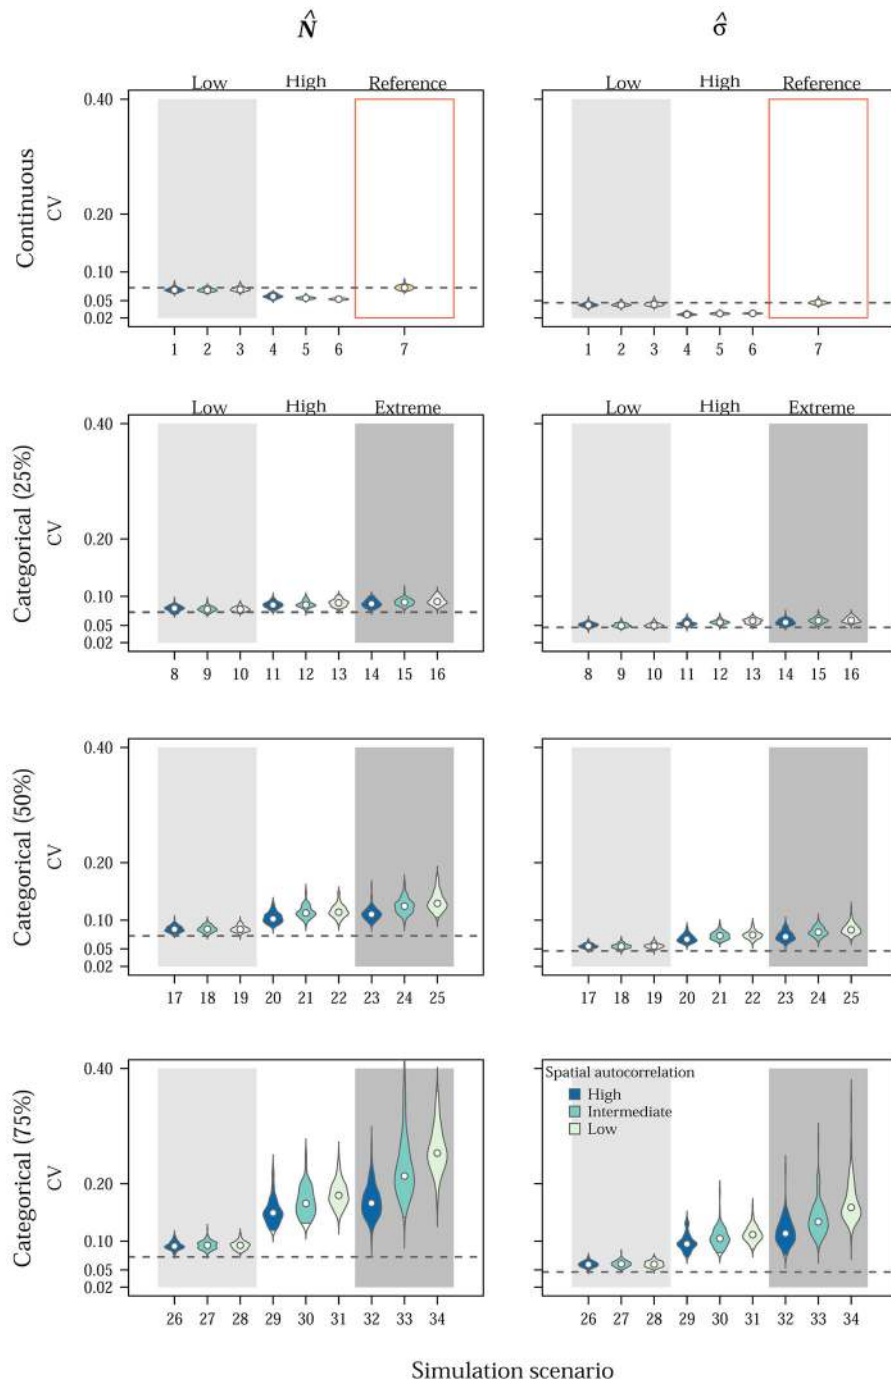 N̂ σ̂
Low High Reference Low High Reference
Continuous
CV
0.40
0.20
0.10
0.05
0.02
1 2 3 4 5 6 7 1 2 3 4 5 6 7
Low High Extreme Low High Extreme
Categorical (25%)
CV
0.40
0.20
0.10
0.05
0.02
8 9 10 11 12 13 14 15 16 8 9 10 11 12 13 14 15 16
Categorical (50%)
CV
0.40
0.20
0.10
0.05
0.02
17 18 19 20 21 22 23 24 25 17 18 19 20 21 22 23 24 25
Categorical (75%)
CV
0.40
0.20
0.10
0.05
0.02
Spatial autocorrelation
High
Intermediate
Low
26 27 28 29 30 31 32 33 34 26 27 28 29 30 31 32 33 34
Simulation scenario